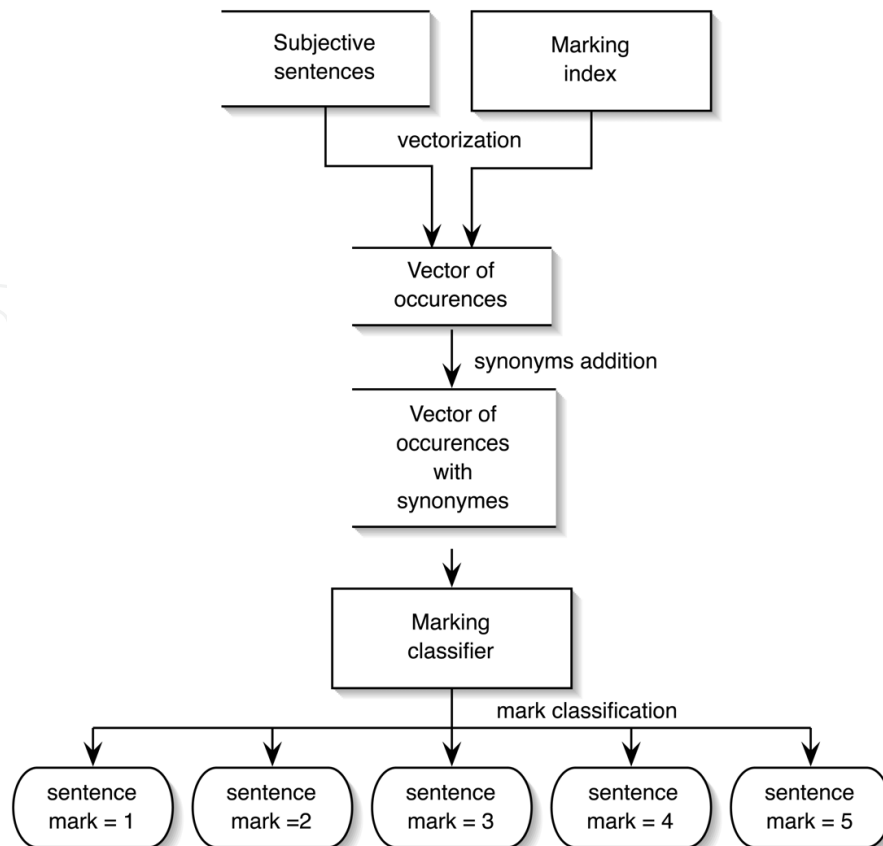 Subjective
sentences
Marking
index
vectorization
Vector of
occurences
synonyms addition
Vector of
occurences
with
synonymes
Marking
classifier
mark classification
sentence
mark = 1
sentence
mark =2
sentence
mark = 3
sentence
mark = 4
sentence
mark = 5